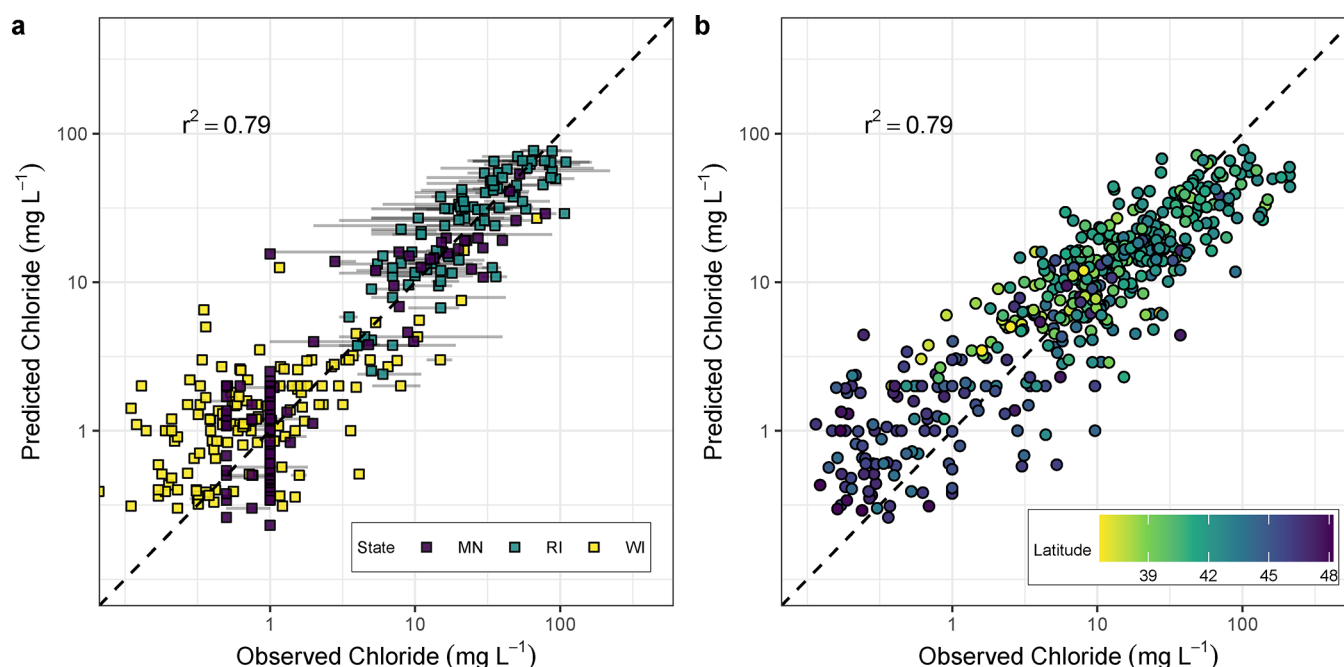 a
r² = 0.79
100
10
1
Predicted Chloride (mg L⁻¹)
State MN RI WI
1 10 100
Observed Chloride (mg L⁻¹)
b
r² = 0.79
100
10
1
Predicted Chloride (mg L⁻¹)
Latitude
39 42 45 48
1 10 100
Observed Chloride (mg L⁻¹)